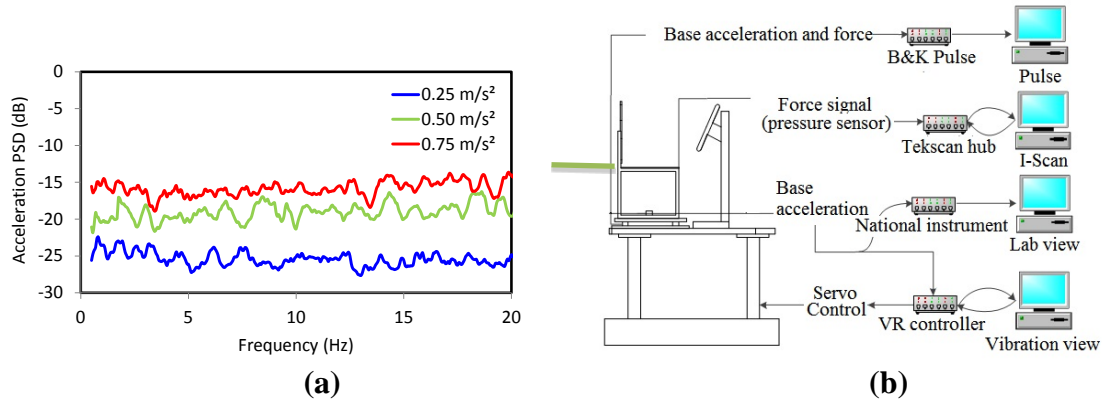 0
-5
-10
-15
-20
-25
-30
Acceleration PSD (dB)
0.25 m/s²
0.50 m/s²
0.75 m/s²
0
5
10
15
20
Frequency (Hz)
(a)
Base acceleration and force
B&K Pulse
Pulse
Force signal
(pressure sensor)
Tekscan hub
I-Scan
Base
acceleration
National instrument
Lab view
Servo
Control
VR controller
Vibration view
(b)